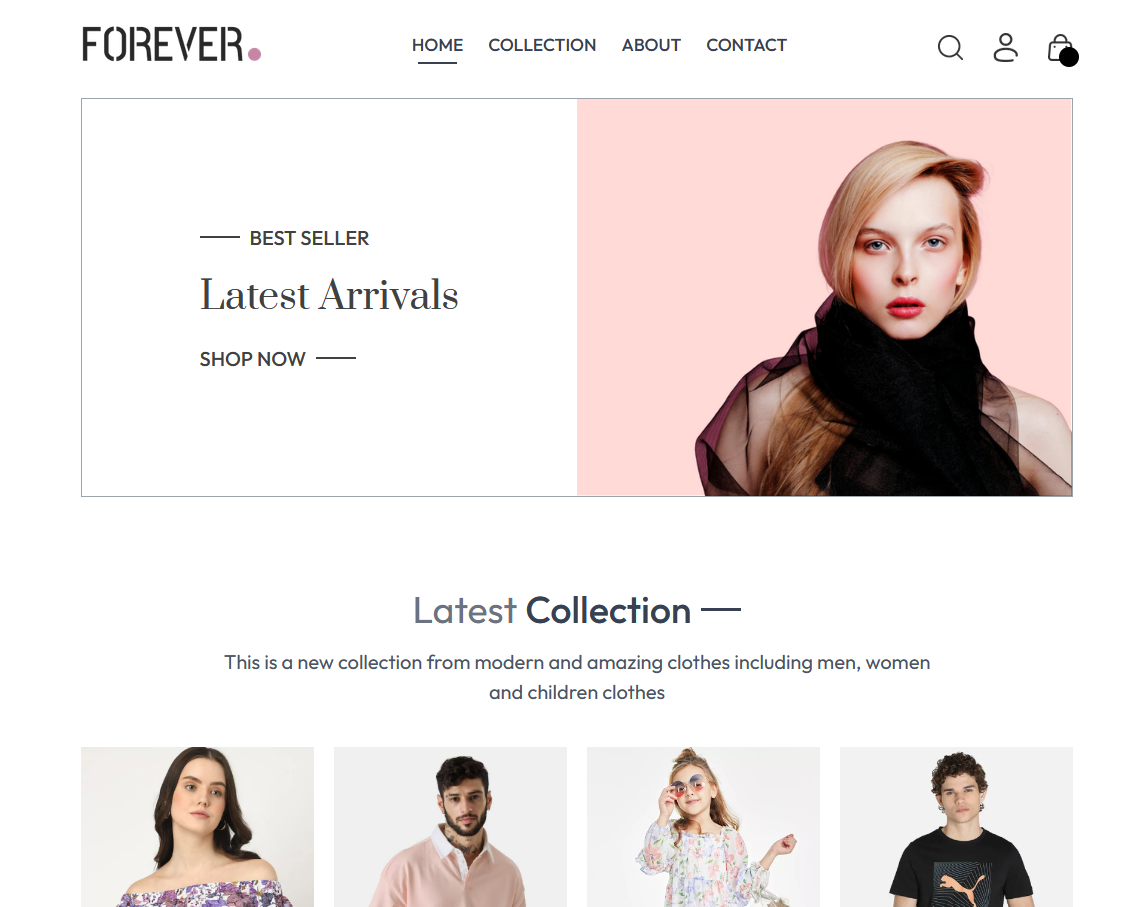 FOREVER.
HOME COLLECTION ABOUT CONTACT
BEST SELLER
Latest Arrivals
SHOP NOW
Latest Collection
This is a new collection from modern and amazing clothes including men, women
and children clothes